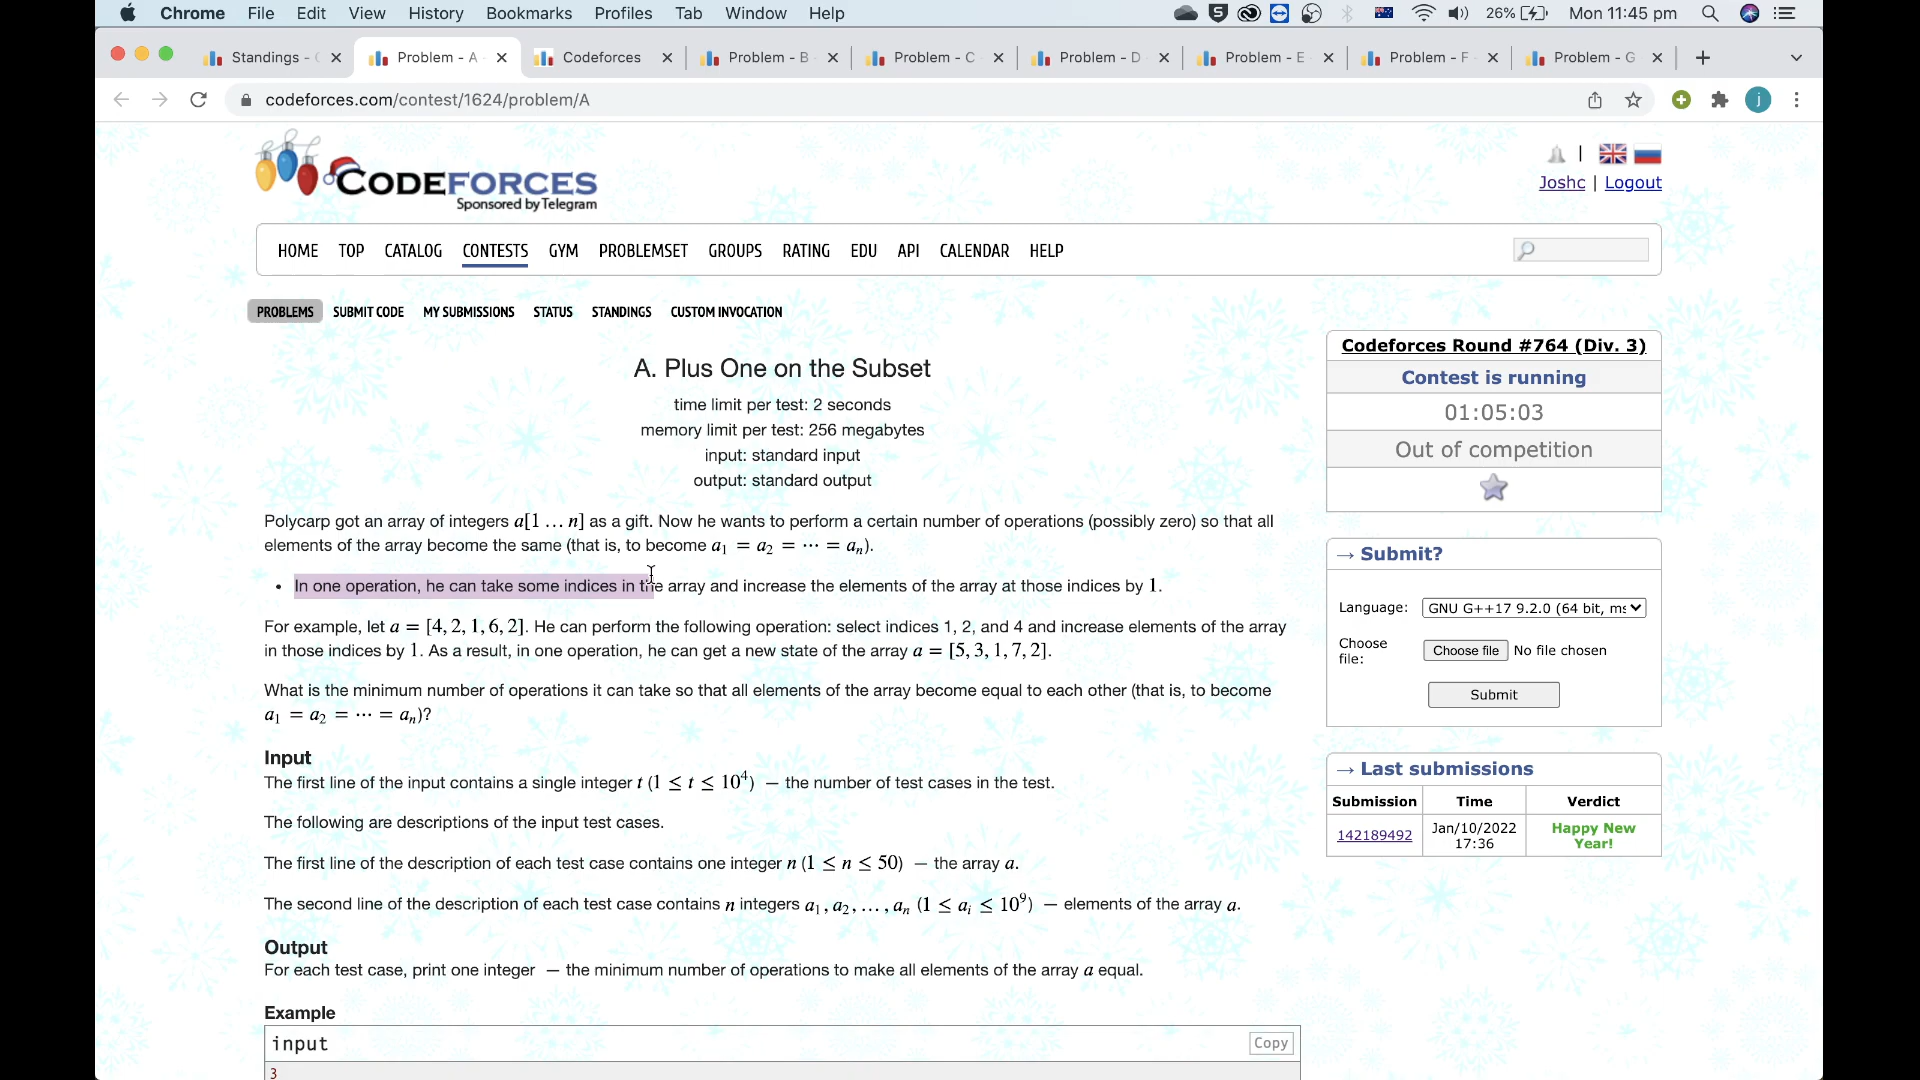 Chrome File Edit View History Bookmarks Profiles Tab Window Help 26% Mon 11:45 pm
Standings - Problem - A Codeforces Problem - B Problem - C Problem - D Problem - E Problem - F Problem - G
codeforces.com/contest/1624/problem/A j
CODEFORCES
Sponsored by Telegram
Joshc | Logout
HOME TOP CATALOG CONTESTS GYM PROBLEMSET GROUPS RATING EDU API CALENDAR HELP
PROBLEMS SUBMIT CODE MY SUBMISSIONS STATUS STANDINGS CUSTOM INVOCATION
A. Plus One on the Subset
time limit per test: 2 seconds
memory limit per test: 256 megabytes
input: standard input
output: standard output
Polycarp got an array of integers a[1 … n] as a gift. Now he wants to perform a certain number of operations (possibly zero) so that all
elements of the array become the same (that is, to become a₁ = a₂ = ⋯ = aₙ).
• In one operation, he can take some indices in the array and increase the elements of the array at those indices by 1.
For example, let a = [4, 2, 1, 6, 2]. He can perform the following operation: select indices 1, 2, and 4 and increase elements of the array
in those indices by 1. As a result, in one operation, he can get a new state of the array a = [5, 3, 1, 7, 2].
What is the minimum number of operations it can take so that all elements of the array become equal to each other (that is, to become
a₁ = a₂ = ⋯ = aₙ)?
Input
The first line of the input contains a single integer t (1 ≤ t ≤ 10⁴) — the number of test cases in the test.
The following are descriptions of the input test cases.
The first line of the description of each test case contains one integer n (1 ≤ n ≤ 50) — the array a.
The second line of the description of each test case contains n integers a₁, a₂, …, aₙ (1 ≤ aᵢ ≤ 10⁹) — elements of the array a.
Output
For each test case, print one integer — the minimum number of operations to make all elements of the array a equal.
Example
input Copy
3
Codeforces Round #764 (Div. 3)
Contest is running
01:05:03
Out of competition
→ Submit?
Language: GNU G++17 9.2.0 (64 bit, ms
Choose file: Choose file No file chosen
Submit
→ Last submissions
Submission Time Verdict
142189492 Jan/10/2022 17:36 Happy New Year!